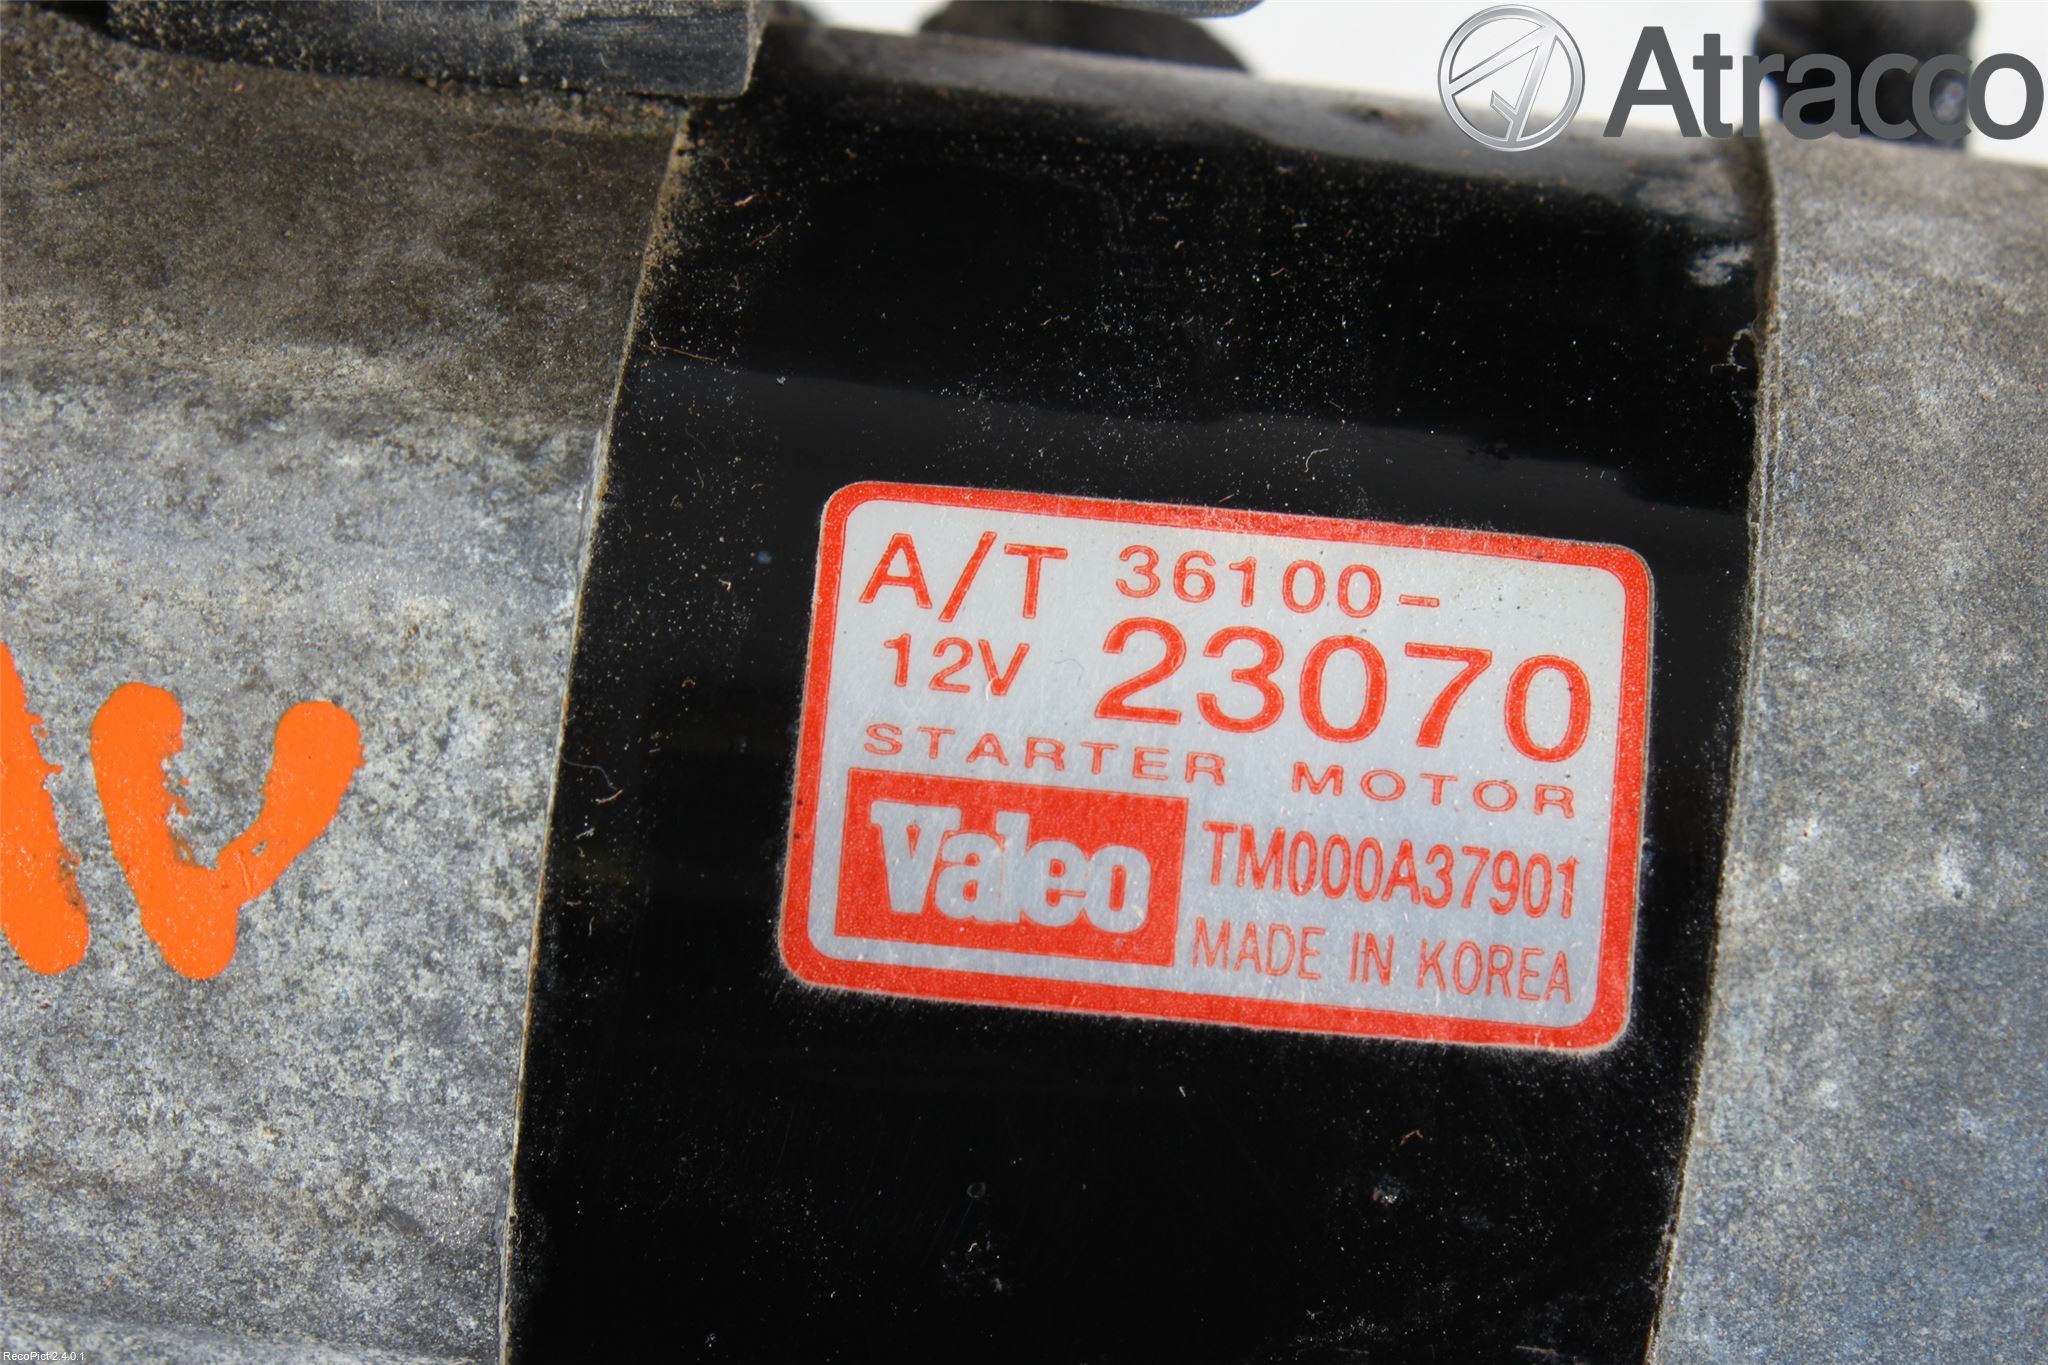 Atracco
A/T 36100-
12V 23070
STARTER MOTOR
Valeo TM000A37901
MADE IN KOREA
RecoPict 2.4.0.1